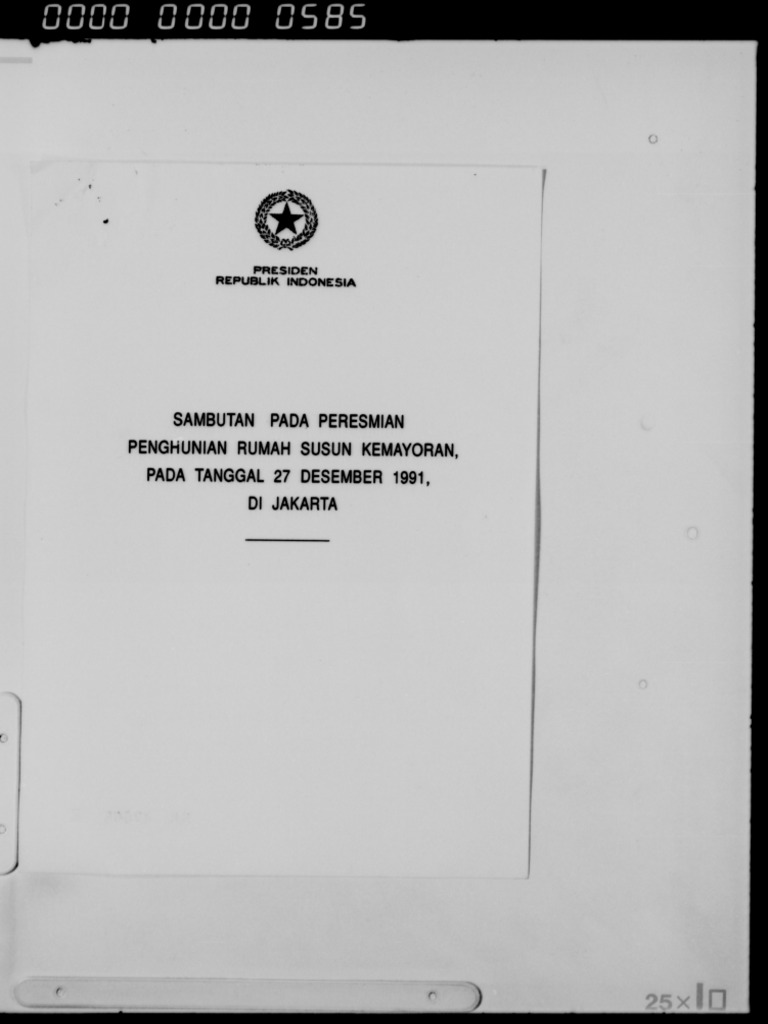 0000 0000 0585
PRESIDEN
REPUBLIK INDONESIA
SAMBUTAN PADA PERESMIAN
PENGHUNIAN RUMAH SUSUN KEMAYORAN,
PADA TANGGAL 27 DESEMBER 1991,
DI JAKARTA
25×